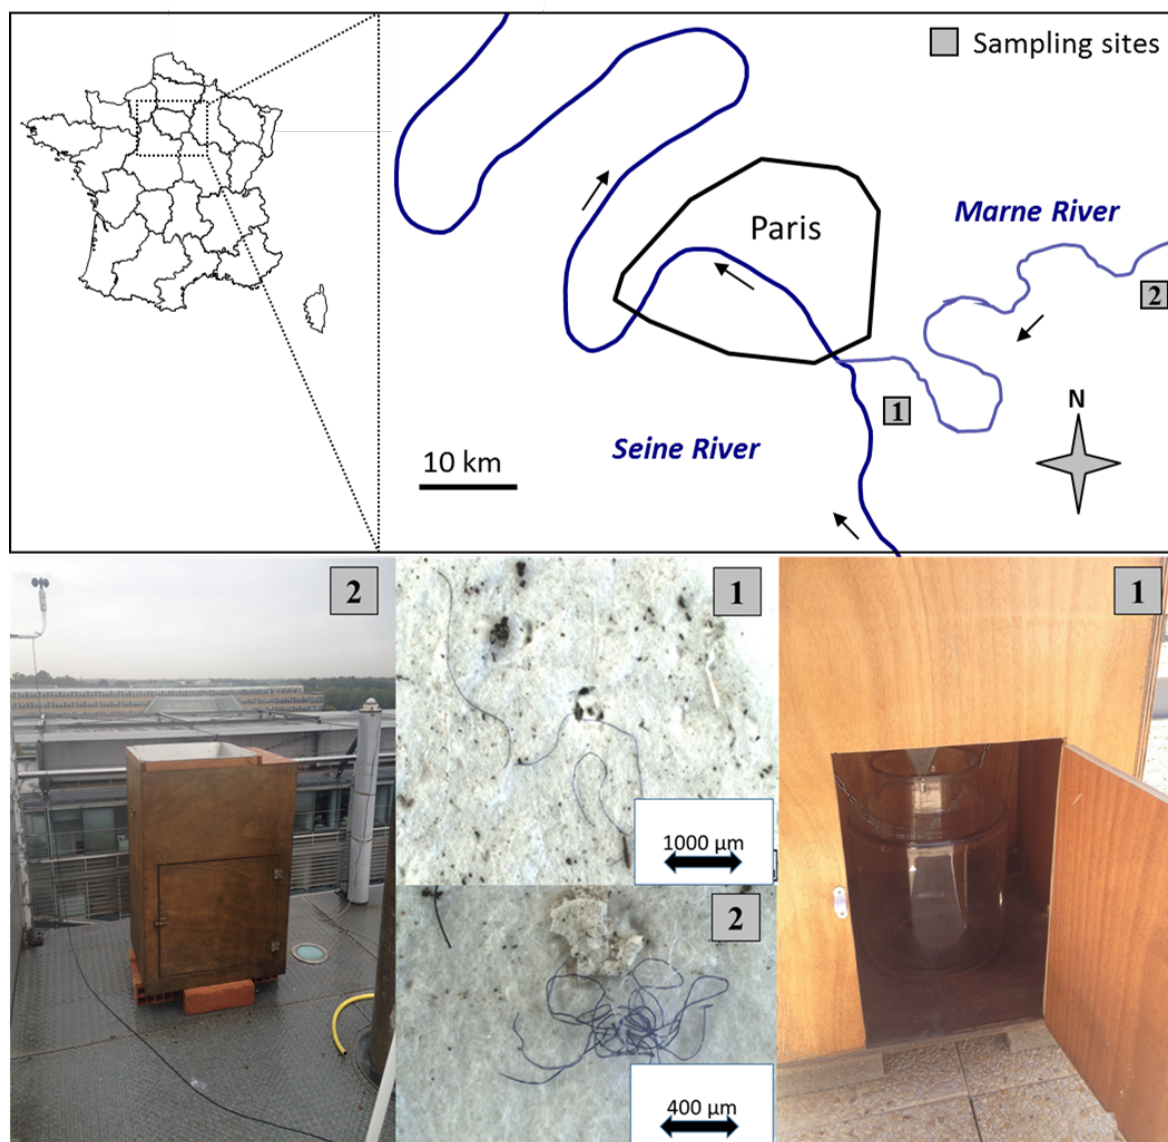 Sampling sites
Marne River
Paris
2
1
N
Seine River
10 km
2
1
1
1000 µm
2
400 µm